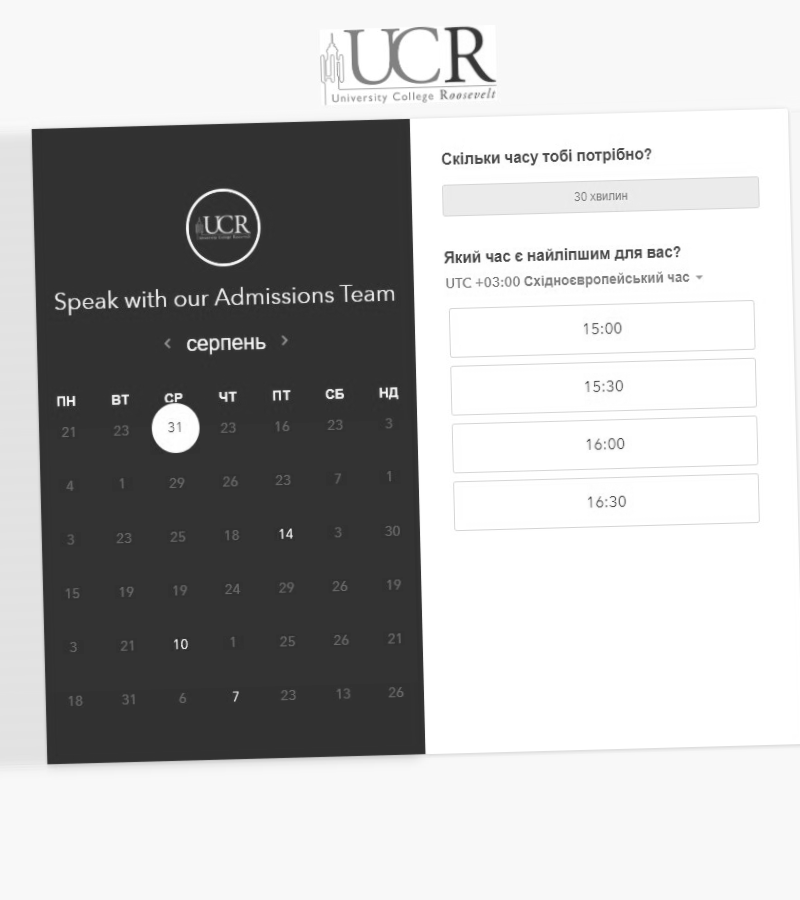 UCR
University College Roosevelt
UCR
University College Roosevelt
Speak with our Admissions Team
‹ серпень ›
ПН ВТ СР ЧТ ПТ СБ НД
21 23 31 23 16 23 3
4 1 29 26 23 7 1
3 23 25 18 14 3 30
15 19 19 24 29 26 19
3 21 10 1 25 26 21
18 31 6 7 23 13 26
Скільки часу тобі потрібно?
30 хвилин
Який час є найліпшим для вас?
UTC +03:00 Східноєвропейський час
15:00
15:30
16:00
16:30